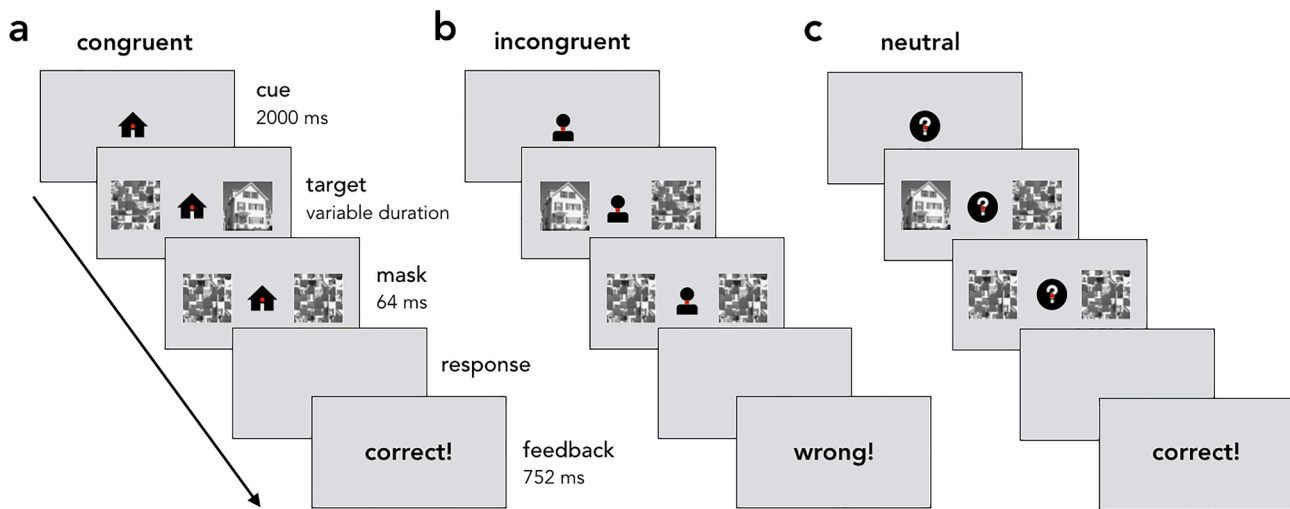 a
congruent
cue
2000 ms
target
variable duration
mask
64 ms
response
correct!
feedback
752 ms
b
incongruent
wrong!
c
neutral
?
?
?
correct!